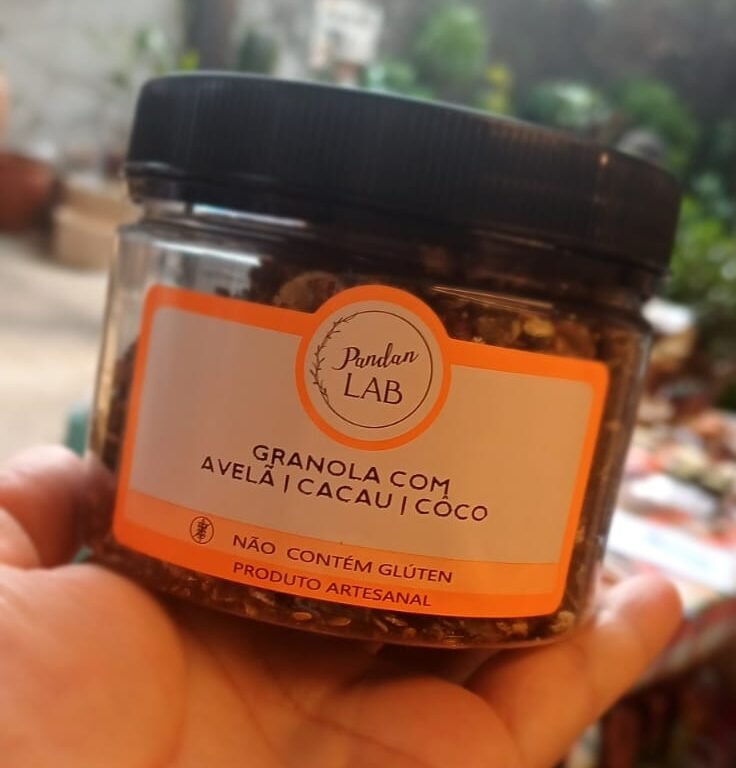 Pandan
LAB
GRANOLA COM
AVELÃ | CACAU | CÔCO
NÃO CONTÉM GLÚTEN
PRODUTO ARTESANAL